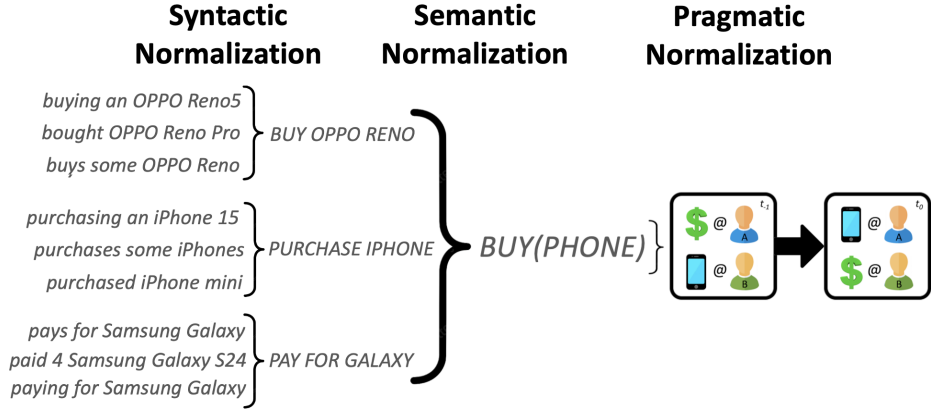 Syntactic Normalization
Semantic Normalization
Pragmatic Normalization
buying an OPPO Reno5
bought OPPO Reno Pro
buys some OPPO Reno
BUY OPPO RENO
purchasing an iPhone 15
purchases some iPhones
purchased iPhone mini
PURCHASE IPHONE
pays for Samsung Galaxy
paid 4 Samsung Galaxy S24
paying for Samsung Galaxy
PAY FOR GALAXY
BUY(PHONE)
t-1
$ @ A
@ B
t0
@ A
$ @ B